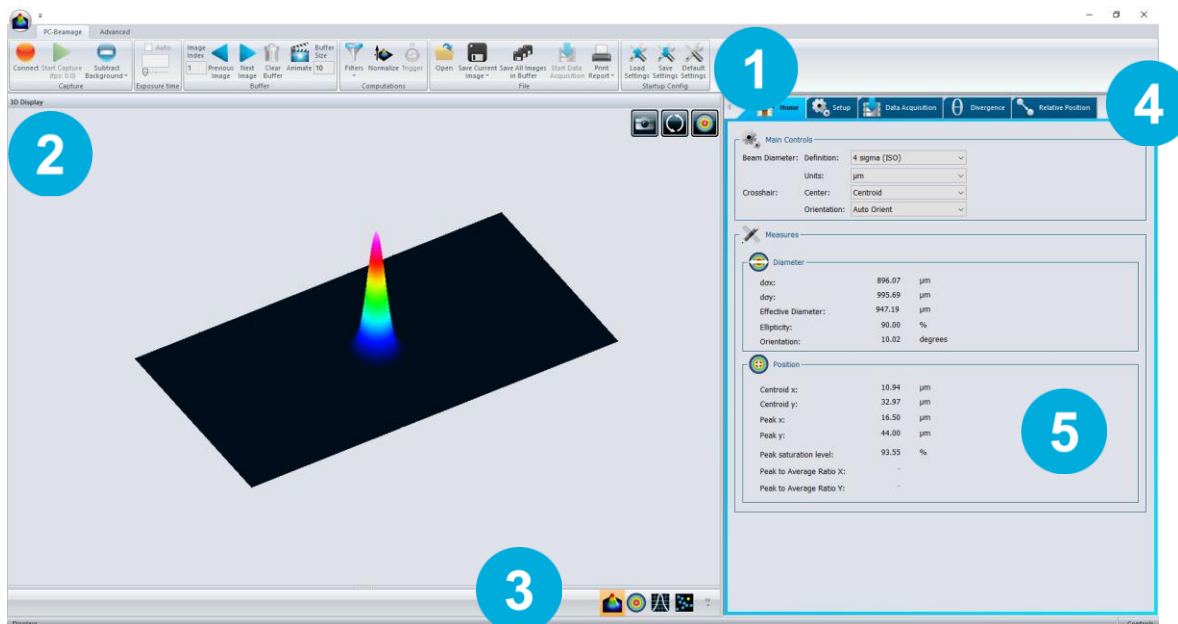 PC-Beamage Advanced
Connect Start Capture (fps: 0.0) Subtract Background
Capture
Auto
0
Exposure time
Image Index 1 Previous Image Next Image Clear Buffer Animate Buffer Size 10
Buffer
Filters Normalize Trigger
Computations
Open Save Current Image Save All Images in Buffer Start Data Acquisition Print Report
File
Load Settings Save Settings Default Settings
Startup Config
1
3D Display
Home Setup Data Acquisition Divergence Relative Position
4
2
Main Controls
Beam Diameter: Definition: 4 sigma (ISO)
Units: µm
Crosshair: Center: Centroid
Orientation: Auto Orient
Measures
Diameter
dσx: 896.07 µm
dσy: 995.69 µm
Effective Diameter: 947.19 µm
Ellipticity: 90.00 %
Orientation: 10.02 degrees
Position
Centroid x: 10.94 µm
Centroid y: 32.97 µm
Peak x: 16.50 µm
Peak y: 44.00 µm
Peak saturation level: 93.55 %
Peak to Average Ratio X: -
Peak to Average Ratio Y: -
5
3
Displays
Controls